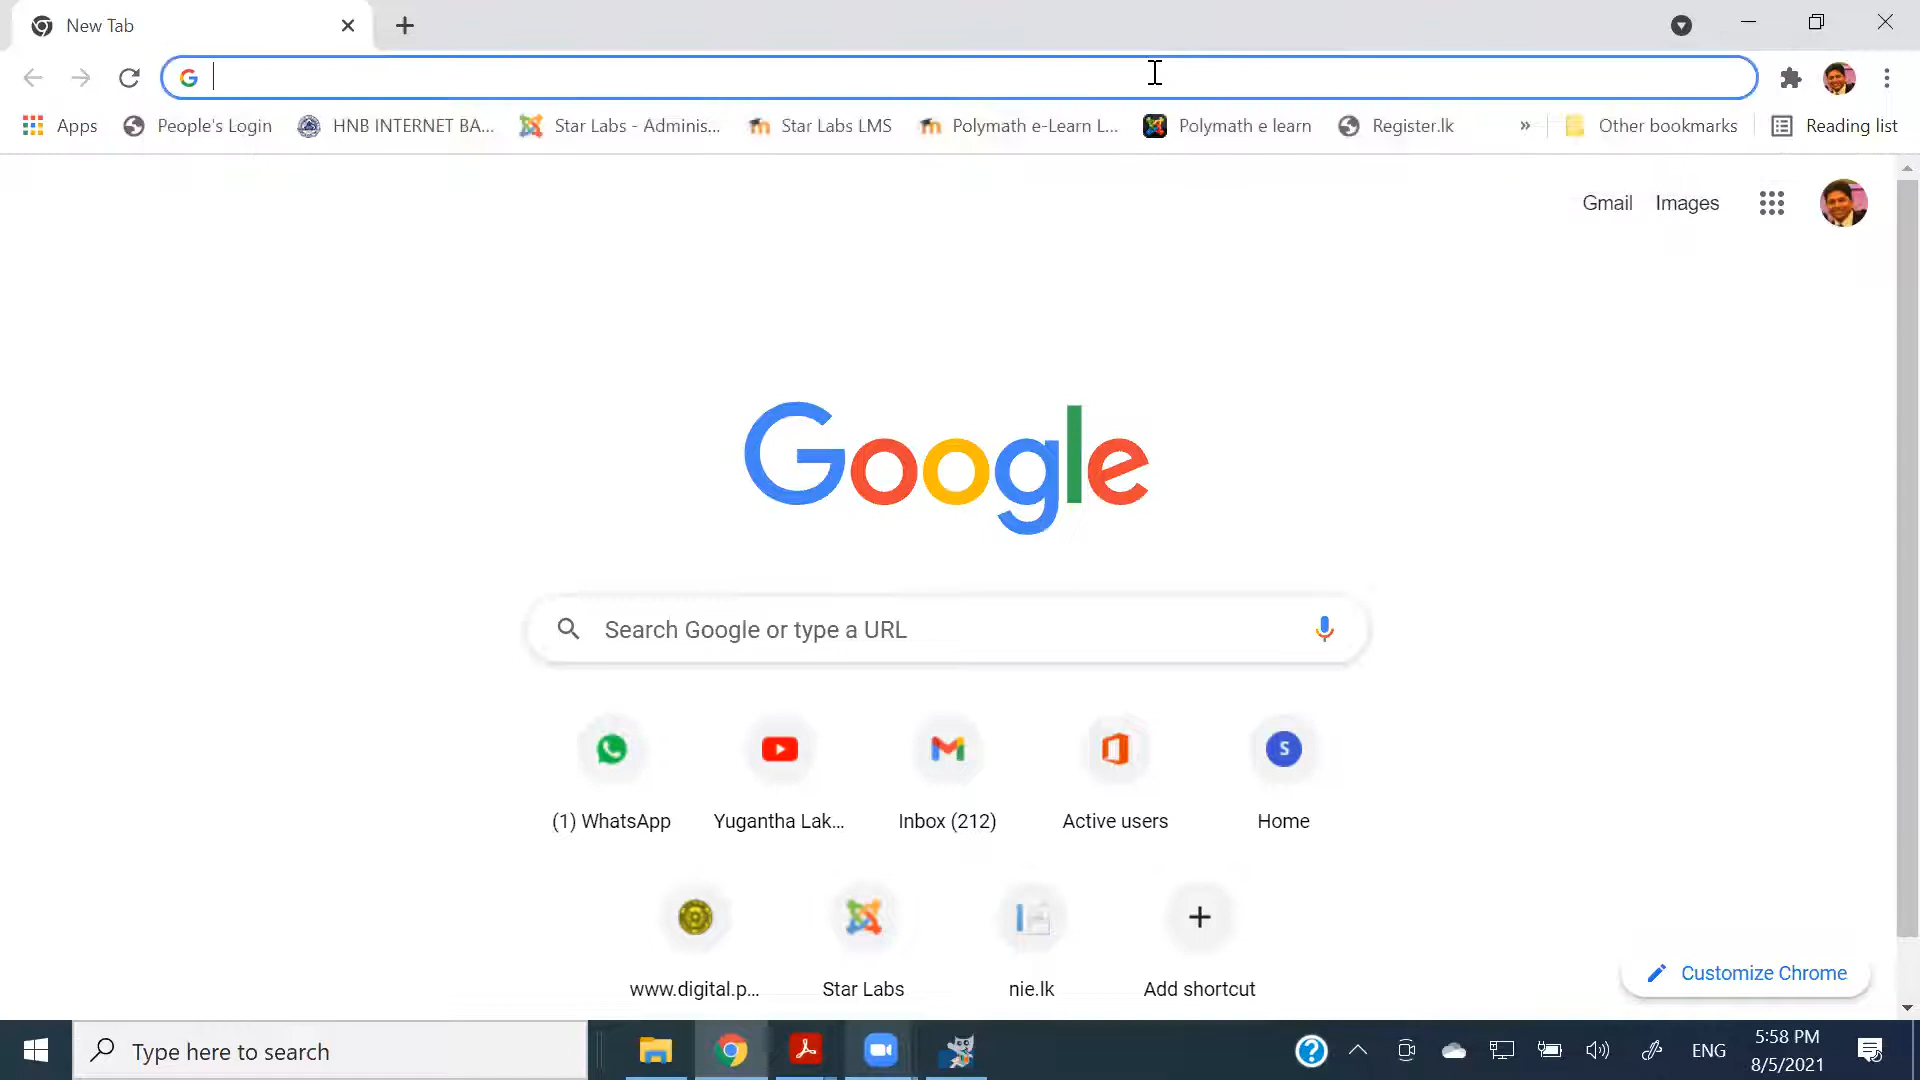 New Tab
Apps People's Login HNB INTERNET BA... Star Labs - Adminis... Star Labs LMS Polymath e-Learn L... Polymath e learn Register.lk » Other bookmarks Reading list
Gmail Images
Google
Search Google or type a URL
(1) WhatsApp Yugantha Lak... Inbox (212) Active users Home
www.digital.p... Star Labs nie.lk Add shortcut
Customize Chrome
Type here to search
ENG
5:58 PM
8/5/2021